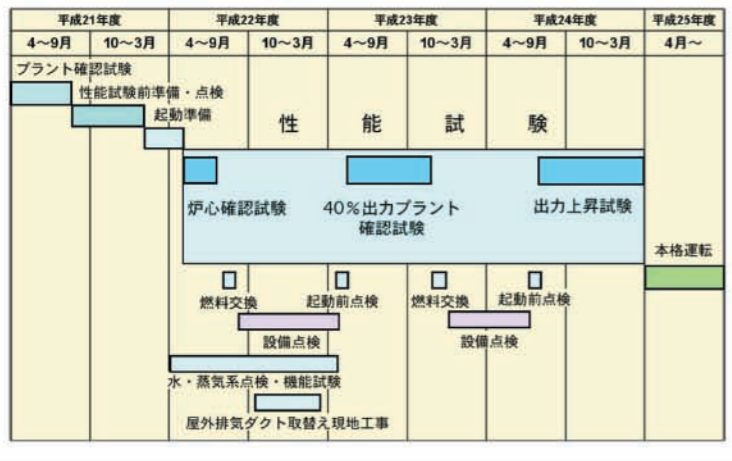 平成21年度 平成22年度 平成23年度 平成24年度 平成25年度
4～9月 10～3月 4～9月 10～3月 4～9月 10～3月 4～9月 10～3月 4月～
プラント確認試験
性能試験前準備・点検
起動準備
性 能 試 験
炉心確認試験
40％出力プラント
確認試験
出力上昇試験
本格運転
燃料交換
起動前点検
燃料交換
起動前点検
設備点検
設備点検
水・蒸気系点検・機能試験
屋外排気ダクト取替え現地工事